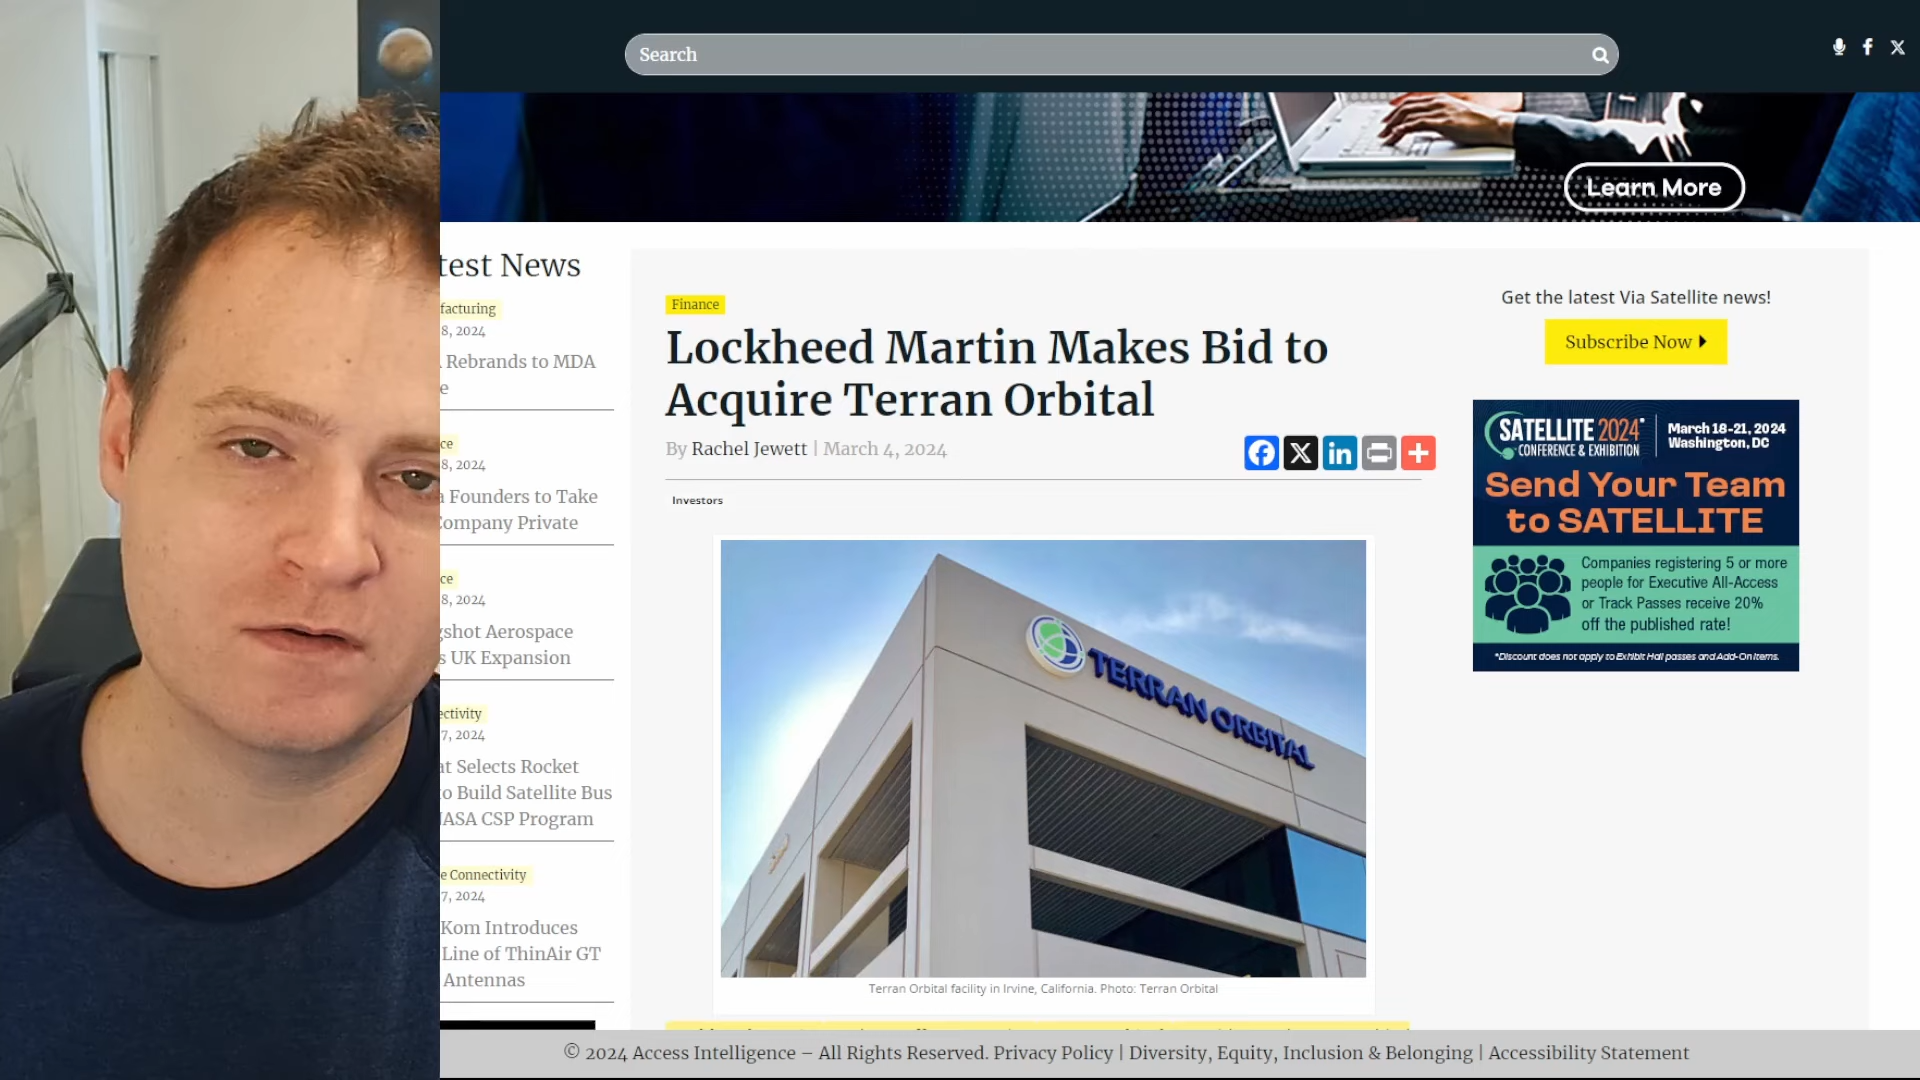 Search
Learn More
test News
facturing
8, 2024
Rebrands to MDA
e
ce
8, 2024
a Founders to Take
Company Private
ce
8, 2024
gshot Aerospace
s UK Expansion
ectivity
7, 2024
at Selects Rocket
to Build Satellite Bus
NASA CSP Program
e Connectivity
7, 2024
Kom Introduces
Line of ThinAir GT
Antennas
Finance
Lockheed Martin Makes Bid to
Acquire Terran Orbital
By Rachel Jewett | March 4, 2024
Investors
TERRAN ORBITAL
Terran Orbital facility in Irvine, California. Photo: Terran Orbital
Get the latest Via Satellite news!
Subscribe Now
SATELLITE 2024
CONFERENCE & EXHIBITION
March 18-21, 2024
Washington, DC
Send Your Team
to SATELLITE
Companies registering 5 or more
people for Executive All-Access
or Track Passes receive 20%
off the published rate!
*Discount does not apply to Exhibit Hall passes and Add-On items.
© 2024 Access Intelligence – All Rights Reserved. Privacy Policy | Diversity, Equity, Inclusion & Belonging | Accessibility Statement